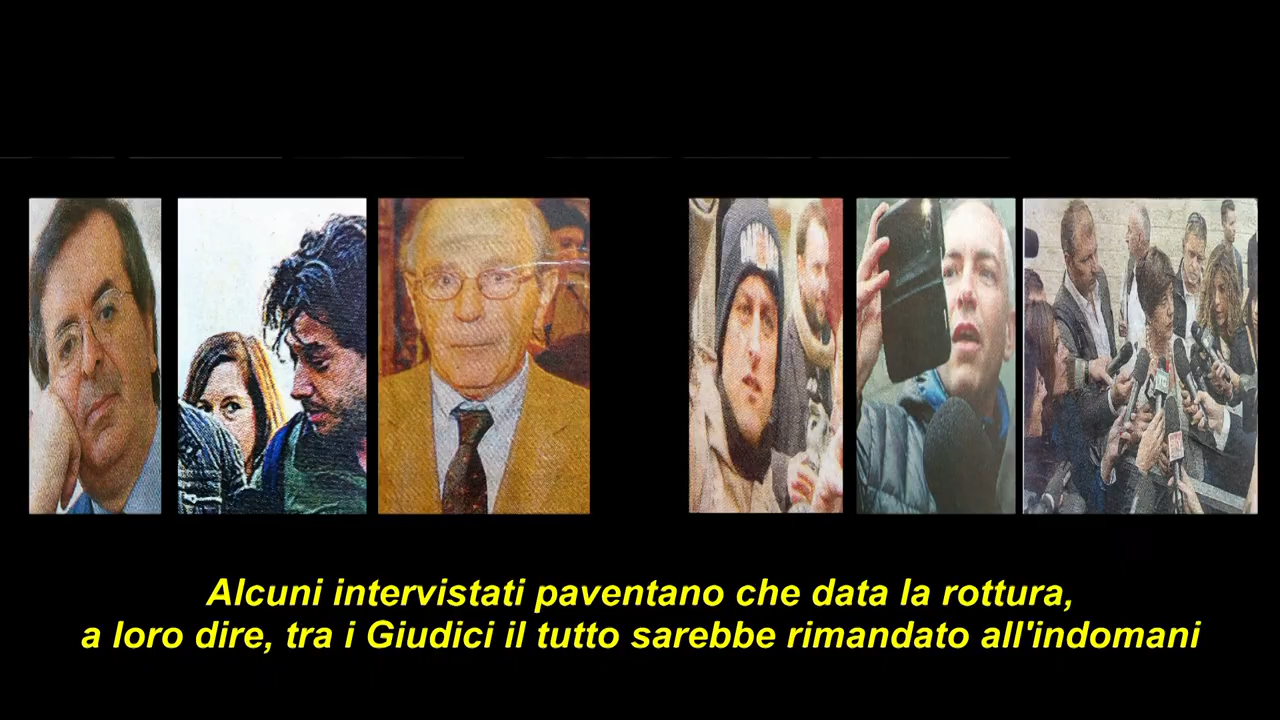 Alcuni intervistati paventano che data la rottura,
a loro dire, tra i Giudici il tutto sarebbe rimandato all'indomani